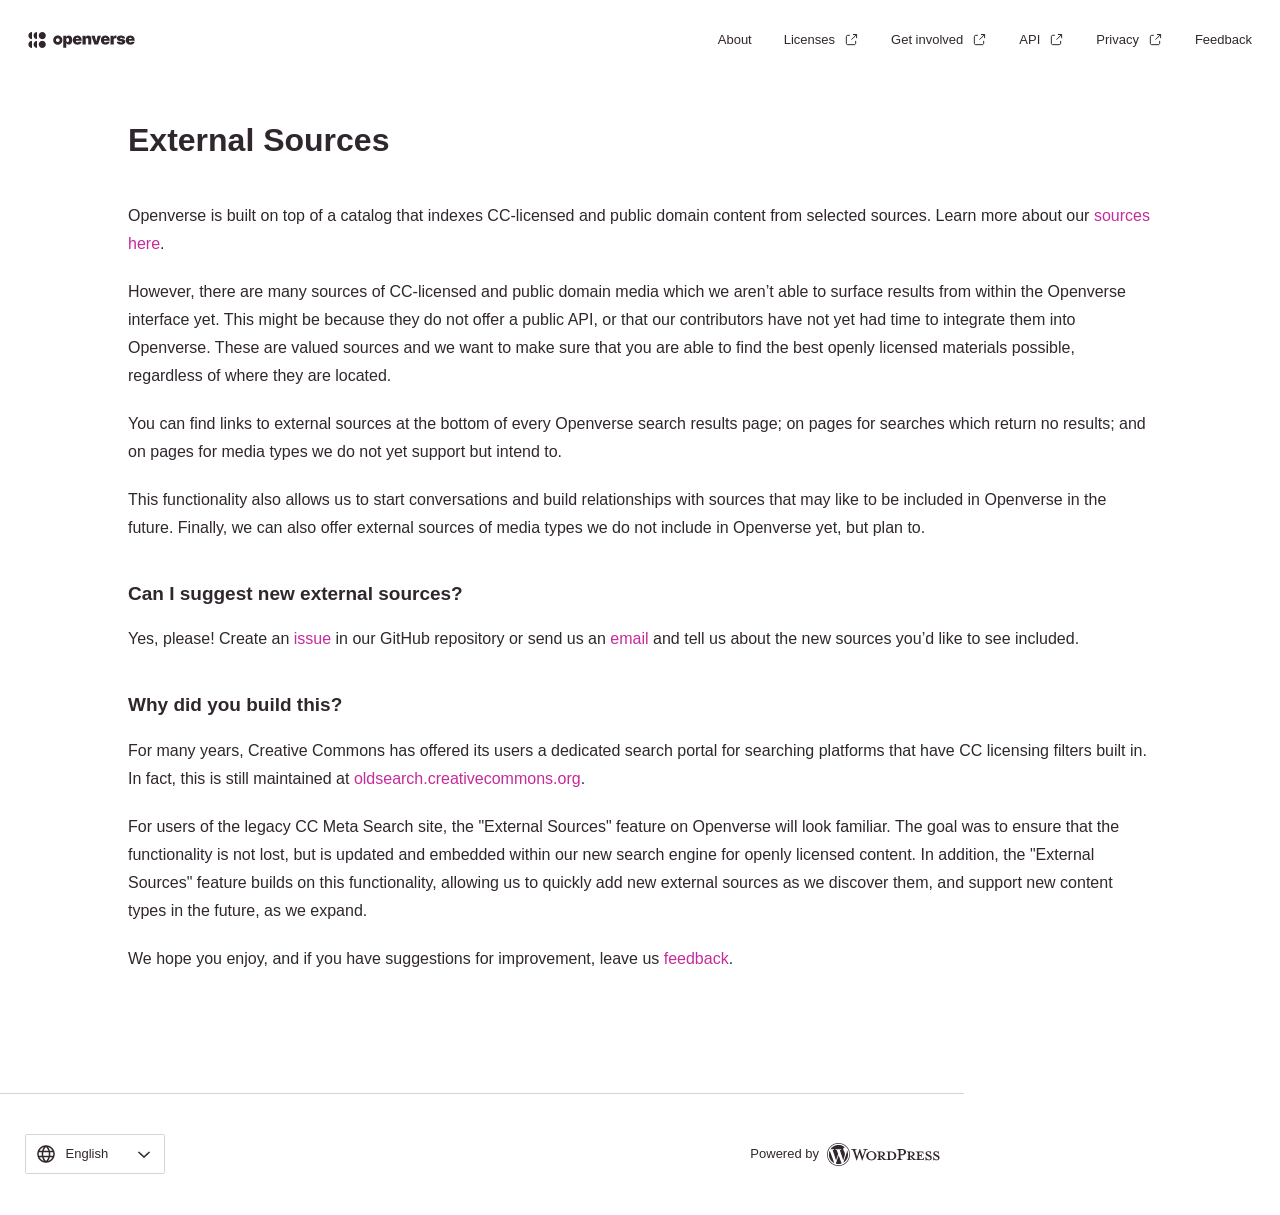 openverse
About
Licenses
Get involved
API
Privacy
Feedback
External Sources
Openverse is built on top of a catalog that indexes CC-licensed and public domain content from selected sources. Learn more about our sources
here.
However, there are many sources of CC-licensed and public domain media which we aren’t able to surface results from within the Openverse
interface yet. This might be because they do not offer a public API, or that our contributors have not yet had time to integrate them into
Openverse. These are valued sources and we want to make sure that you are able to find the best openly licensed materials possible,
regardless of where they are located.
You can find links to external sources at the bottom of every Openverse search results page; on pages for searches which return no results; and
on pages for media types we do not yet support but intend to.
This functionality also allows us to start conversations and build relationships with sources that may like to be included in Openverse in the
future. Finally, we can also offer external sources of media types we do not include in Openverse yet, but plan to.
Can I suggest new external sources?
Yes, please! Create an issue in our GitHub repository or send us an email and tell us about the new sources you’d like to see included.
Why did you build this?
For many years, Creative Commons has offered its users a dedicated search portal for searching platforms that have CC licensing filters built in.
In fact, this is still maintained at oldsearch.creativecommons.org.
For users of the legacy CC Meta Search site, the "External Sources" feature on Openverse will look familiar. The goal was to ensure that the
functionality is not lost, but is updated and embedded within our new search engine for openly licensed content. In addition, the "External
Sources" feature builds on this functionality, allowing us to quickly add new external sources as we discover them, and support new content
types in the future, as we expand.
We hope you enjoy, and if you have suggestions for improvement, leave us feedback.
English
Powered by WORDPRESS